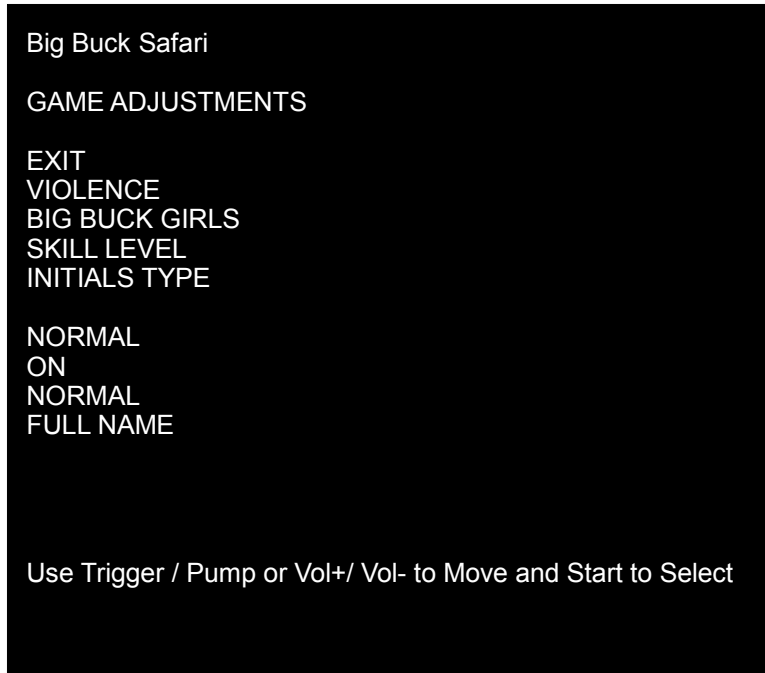 Big Buck Safari
GAME ADJUSTMENTS
EXIT
VIOLENCE
BIG BUCK GIRLS
SKILL LEVEL
INITIALS TYPE
NORMAL
ON
NORMAL
FULL NAME
Use Trigger / Pump or Vol+/ Vol- to Move and Start to Select